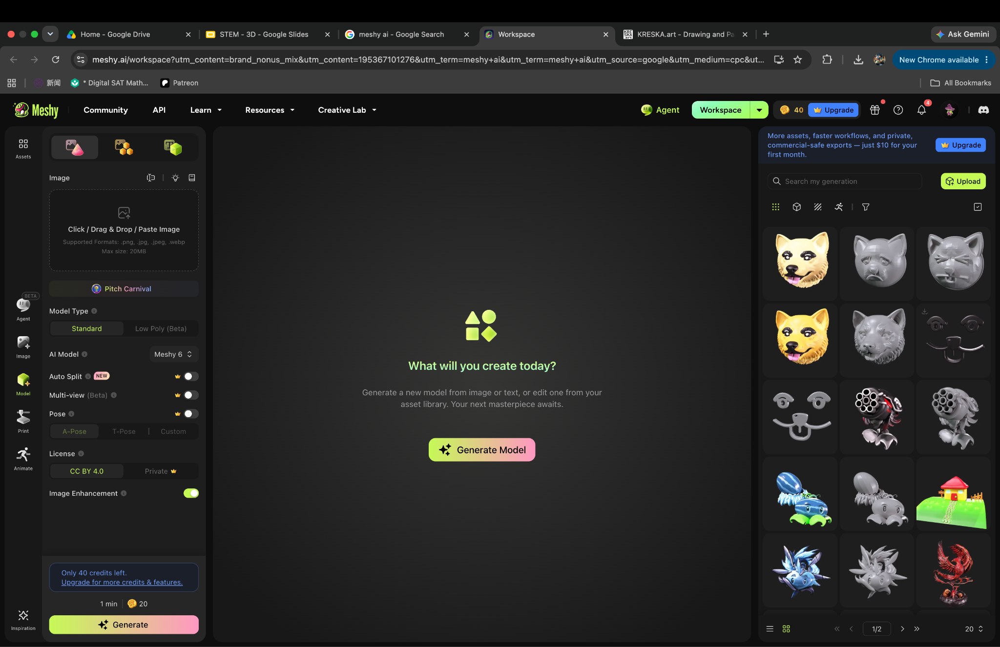 Home - Google Drive
STEM - 3D - Google Slides
meshy ai - Google Search
Workspace
KRESKA.art - Drawing and Pa
Ask Gemini
meshy.ai/workspace?utm_content=brand_nonus_mix&utm_content=195367101276&utm_term=meshy+ai&utm_term=meshy+ai&utm_source=google&utm_medium=cpc&ut...
New Chrome available
新闻
* Digital SAT Math...
Patreon
All Bookmarks
Meshy
Community
API
Learn
Resources
Creative Lab
Agent
Workspace
40
Upgrade
4
Assets
BETA
Agent
Image
Model
Print
Animate
Inspiration
Image
Click / Drag & Drop / Paste Image
Supported Formats: .png, .jpg, .jpeg, .webp
Max size: 20MB
Pitch Carnival
Model Type
Standard
Low Poly (Beta)
AI Model
Meshy 6
Auto Split
NEW
Multi-view (Beta)
Pose
A-Pose
T-Pose
Custom
License
CC BY 4.0
Private
Image Enhancement
Only 40 credits left.
Upgrade for more credits & features.
1 min
20
Generate
What will you create today?
Generate a new model from image or text, or edit one from your
asset library. Your next masterpiece awaits.
Generate Model
More assets, faster workflows, and private,
commercial-safe exports — just $10 for your
first month.
Upgrade
Search my generation
Upload
1/2
20